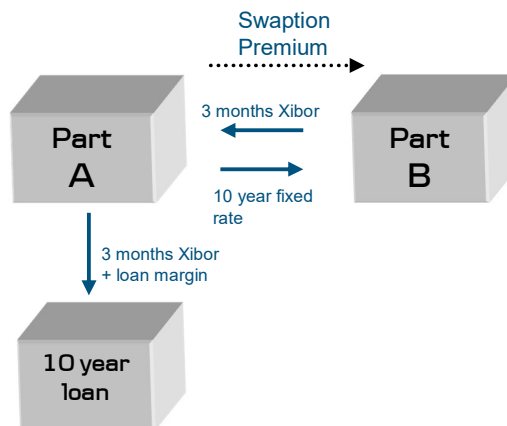 Swaption
Premium
Part
A
3 months Xibor
Part
B
10 year fixed
rate
3 months Xibor
+ loan margin
10 year
loan